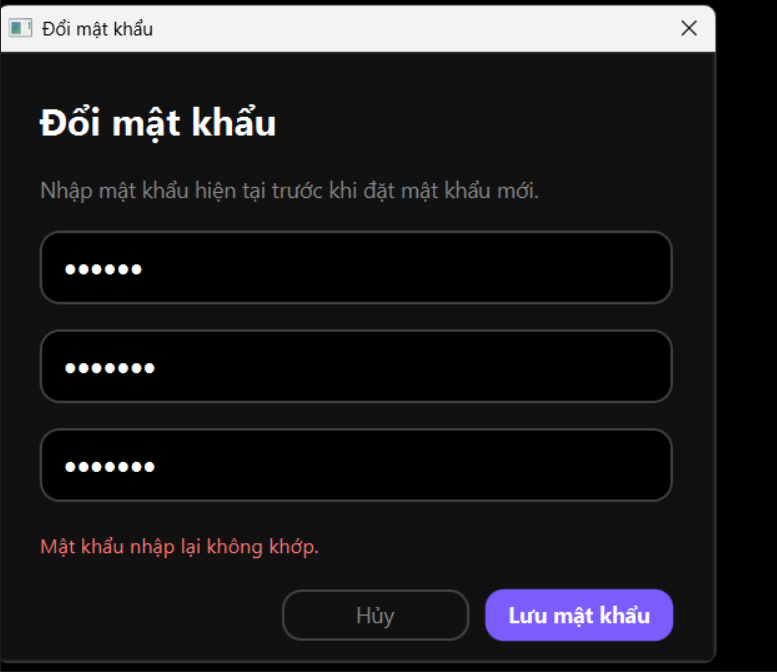 Đổi mật khẩu
Đổi mật khẩu
Nhập mật khẩu hiện tại trước khi đặt mật khẩu mới.
••••••
•••••••
•••••••
Mật khẩu nhập lại không khớp.
Hủy
Lưu mật khẩu